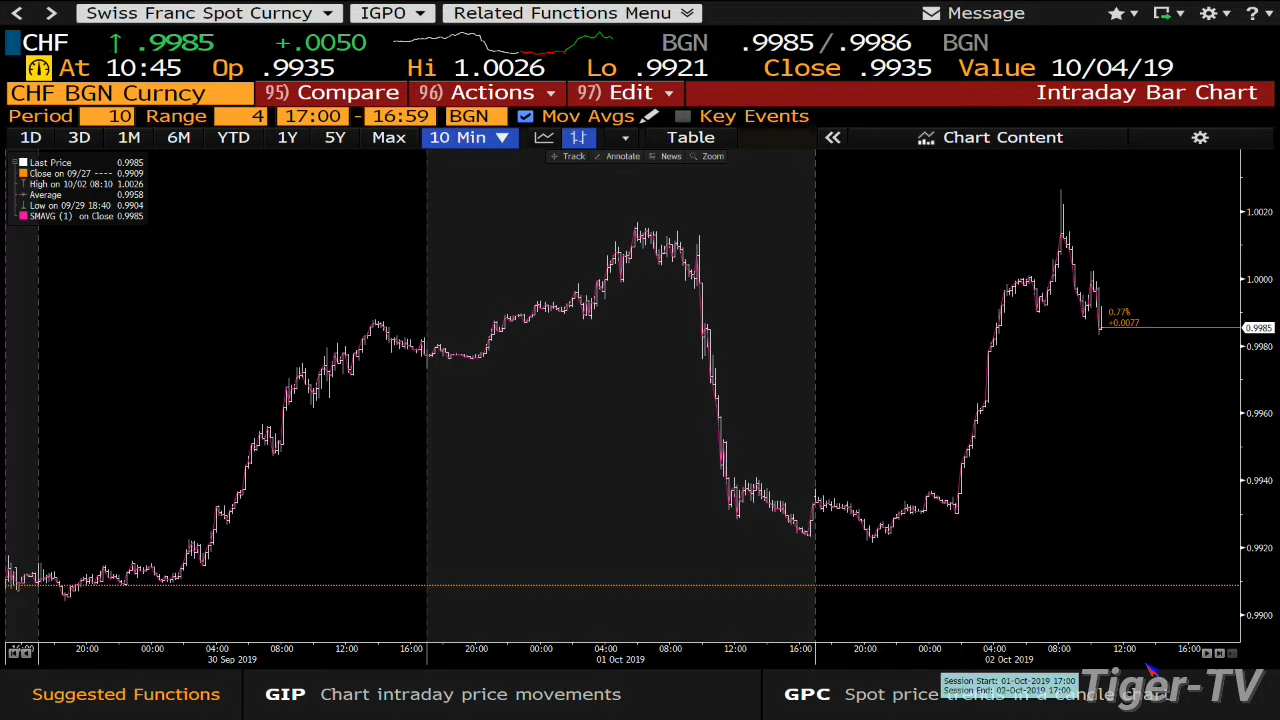 Swiss Franc Spot Curncy IGPO Related Functions Menu Message ?
CHF ↑ .9985 +.0050 BGN .9985/.9986 BGN
At 10:45 Op .9935 Hi 1.0026 Lo .9921 Close .9935 Value 10/04/19
CHF BGN Curncy 95) Compare 96) Actions 97) Edit Intraday Bar Chart
Period 10 Range 4 17:00 - 16:59 BGN Mov Avgs Key Events
1D 3D 1M 6M YTD 1Y 5Y Max 10 Min ▼ Table « Chart Content
Track Annotate News Zoom
Last Price 0.9985
Close on 09/27 ---- 0.9909
High on 10/02 08:10 1.0026
Average 0.9958
Low on 09/29 18:40 0.9904
SMAVG (1) on Close 0.9985
1.0020
1.0000
0.77%
+0.0077
0.9985
0.9980
0.9960
0.9940
0.9920
0.9900
16:00 20:00 00:00 04:00 08:00 12:00 16:00 20:00 00:00 04:00 08:00 12:00 16:00 20:00 00:00 04:00 08:00 12:00 16:00
30 Sep 2019 01 Oct 2019 02 Oct 2019
Session Start: 01-Oct-2019 17:00
Session End: 02-Oct-2019 17:00
Suggested Functions GIP Chart intraday price movements GPC Spot price trends in a candle chart
Tiger-TV